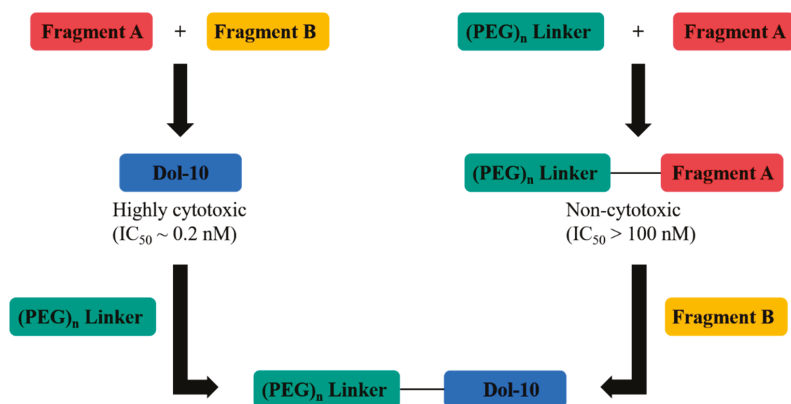 Fragment A + Fragment B
(PEG)n Linker + Fragment A
Dol-10
Highly cytotoxic
(IC50 ~ 0.2 nM)
(PEG)n Linker Fragment A
Non-cytotoxic
(IC50 > 100 nM)
(PEG)n Linker
Fragment B
(PEG)n Linker Dol-10